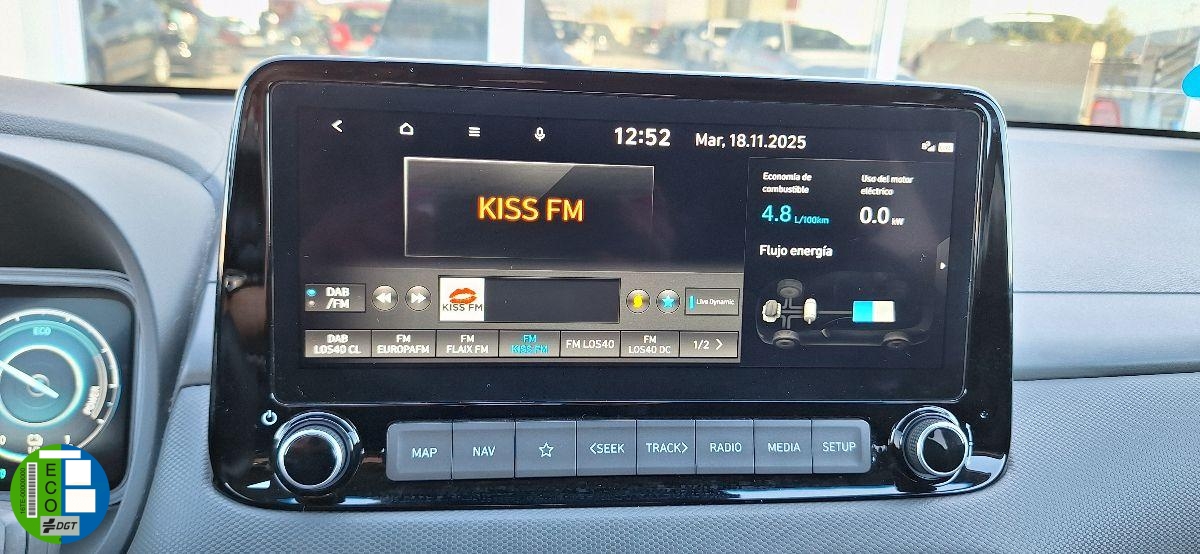 12:52 Mar, 18.11.2025
KISS FM
Economía de
combustible
4.8 L/100km
Uso del motor
eléctrico
0.0 kW
Flujo energía
DAB
/FM
KISS FM
Live Dynamic
DAB
LOS40 CL
FM
EUROPAFM
FM
FLAIX FM
FM
KISS FM
FM LOS40
FM
LOS40 DC
1/2 >
MAP
NAV
<SEEK
TRACK>
RADIO
MEDIA
SETUP
ECO
POWER
ECO
DGT